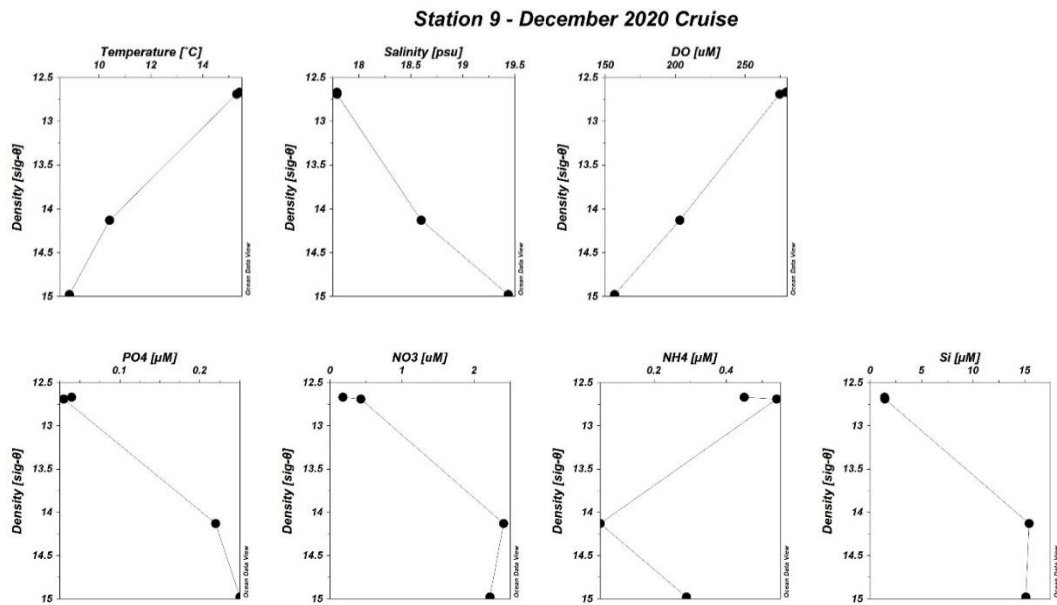 Station 9 - December 2020 Cruise
Temperature [˚C]
10 12 14
12.5
13
13.5
14
14.5
15
Density [sig-θ]
Ocean Data View
Salinity [psu]
18 18.6 19 19.5
12.5
13
13.5
14
14.5
15
Density [sig-θ]
Ocean Data View
DO [uM]
150 200 250
12.5
13
13.5
14
14.5
15
Density [sig-θ]
Ocean Data View
PO4 [µM]
0.1 0.2
12.5
13
13.5
14
14.5
15
Density [sig-θ]
Ocean Data View
NO3 [uM]
0 1 2
12.5
13
13.5
14
14.5
15
Density [sig-θ]
Ocean Data View
NH4 [µM]
0.2 0.4
12.5
13
13.5
14
14.5
15
Density [sig-θ]
Ocean Data View
Si [µM]
0 5 10 15
12.5
13
13.5
14
14.5
15
Density [sig-θ]
Ocean Data View